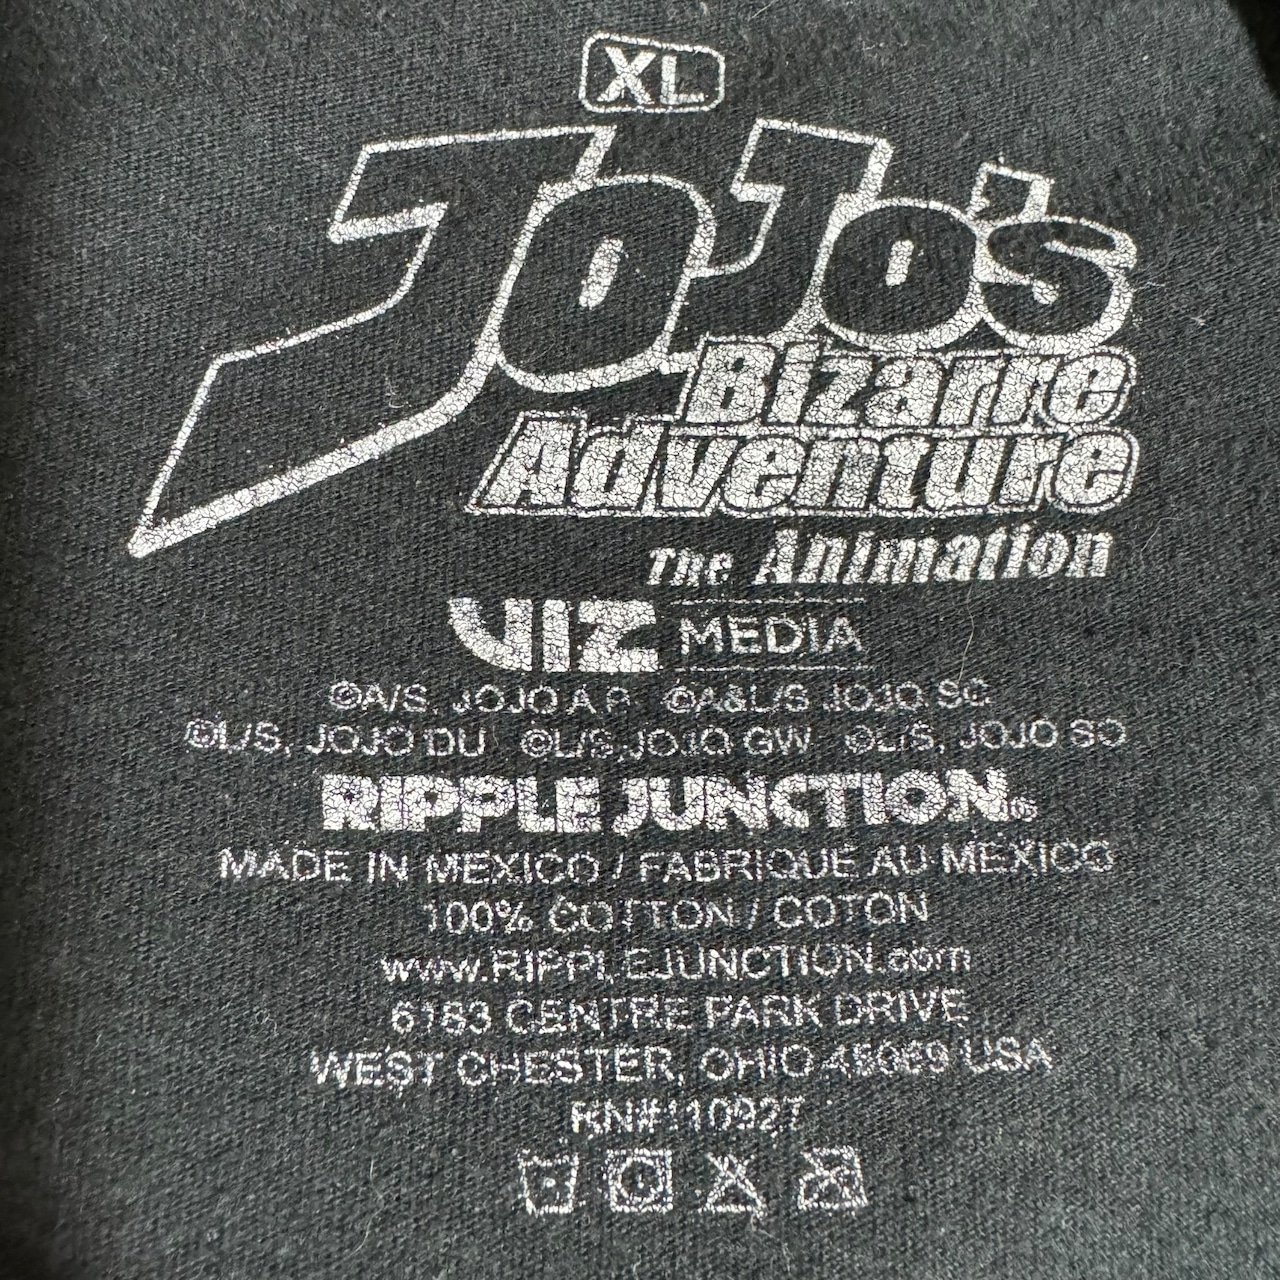 XL
JoJo's
Bizarre
Adventure
The Animation
VIZ MEDIA
©A/S, JOJO A.P. ©A&L/S JOJO SC
©L/S, JOJO DU ©L/S, JOJO GW ©L/S, JOJO SO
RIPPLE JUNCTION
MADE IN MEXICO / FABRIQUE AU MEXICO
100% COTTON / COTON
www.RIPPLEJUNCTION.com
6183 CENTRE PARK DRIVE
WEST CHESTER, OHIO 45069 USA
RN#110927